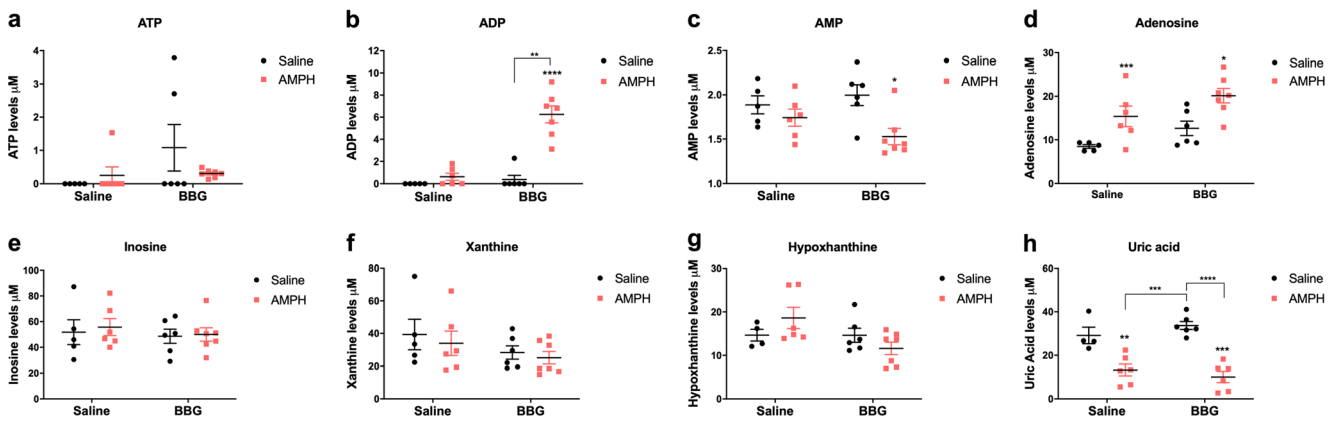 a
ATP
ATP levels μM
4
3
2
1
0
Saline
BBG
Saline
AMPH
b
ADP
ADP levels μM
12
10
8
6
4
2
0
**
****
Saline
BBG
Saline
AMPH
c
AMP
AMP levels μM
2.5
2.0
1.5
1.0
*
Saline
BBG
Saline
AMPH
d
Adenosine
Adenosine levels μM
30
20
10
0
***
*
Saline
BBG
Saline
AMPH
e
Inosine
Inosine levels μM
100
80
60
40
20
0
Saline
BBG
Saline
AMPH
f
Xanthine
Xanthine levels μM
80
60
40
20
0
Saline
BBG
Saline
AMPH
g
Hypoxhanthine
Hypoxhanthine levels μM
30
20
10
0
Saline
BBG
Saline
AMPH
h
Uric acid
Uric Acid levels μM
60
40
20
0
***
****
**
***
Saline
BBG
Saline
AMPH